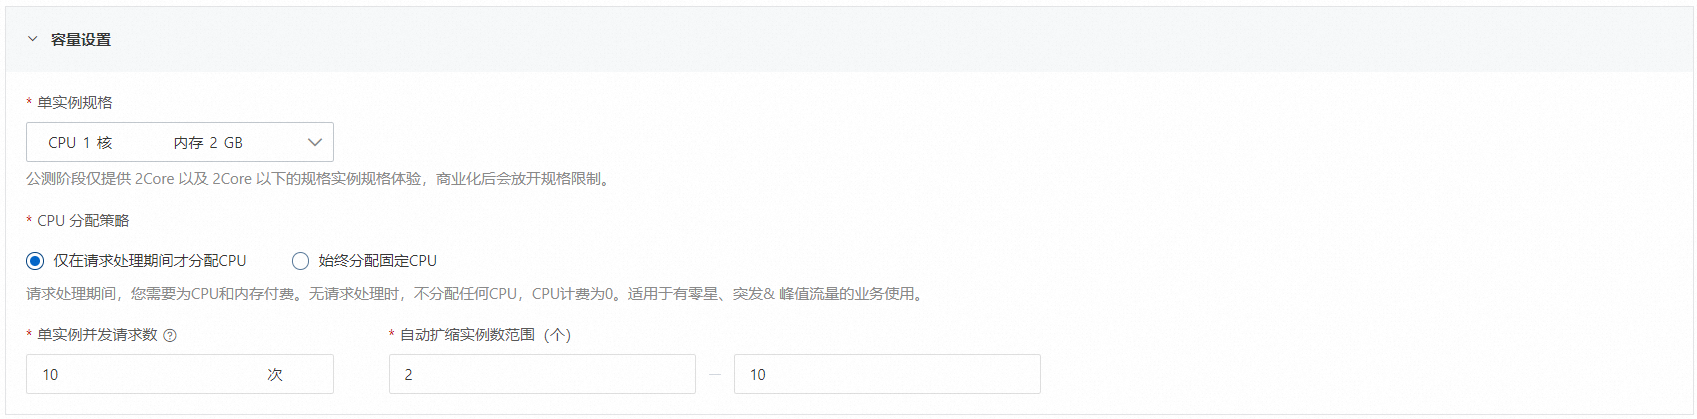 容量设置
* 单实例规格
CPU 1 核 内存 2 GB
公测阶段仅提供 2Core 以及 2Core 以下的规格实例规格体验，商业化后会放开规格限制。
* CPU 分配策略
仅在请求处理期间才分配CPU 始终分配固定CPU
请求处理期间，您需要为CPU和内存付费。无请求处理时，不分配任何CPU，CPU计费为0。适用于有零星、突发& 峰值流量的业务使用。
* 单实例并发请求数 ? * 自动扩缩实例数范围（个）
10 次 2 — 10